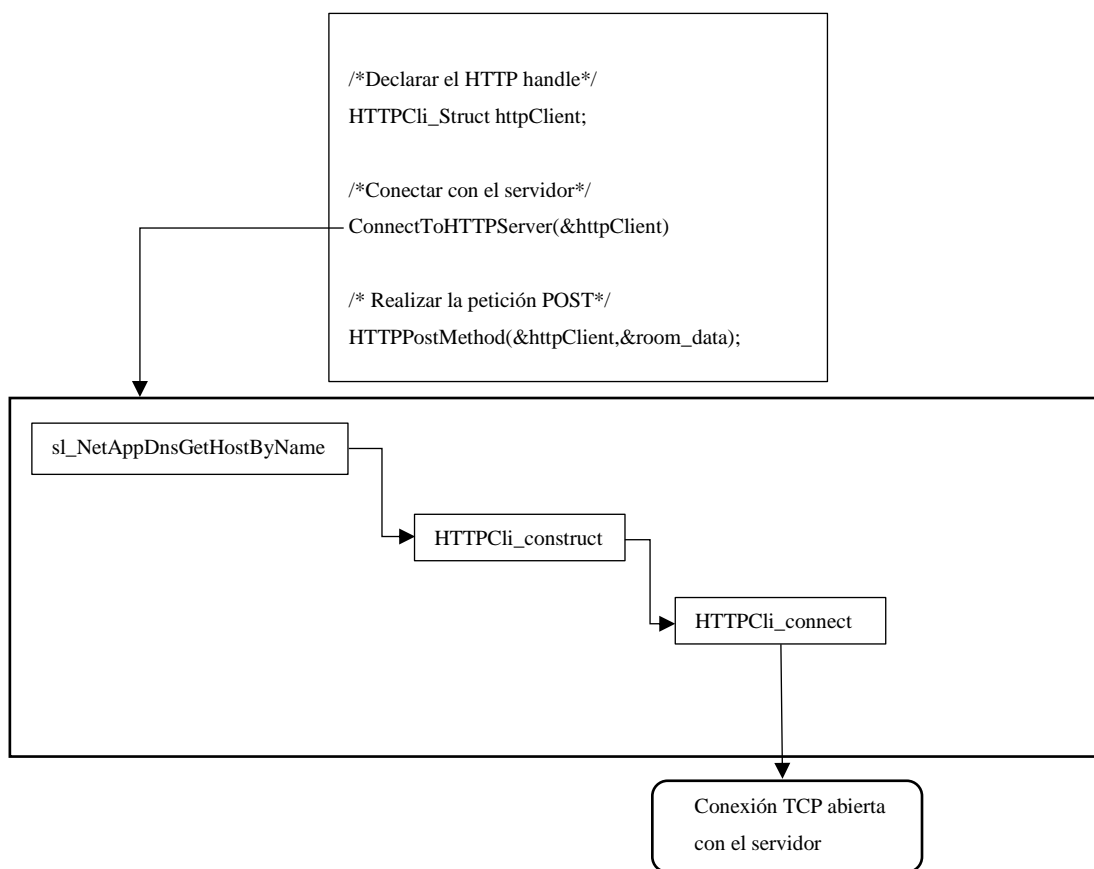 /*Declarar el HTTP handle*/
HTTPCli_Struct httpClient;
/*Conectar con el servidor*/
ConnectToHTTPServer(&httpClient)
/* Realizar la petición POST*/
HTTPPostMethod(&httpClient,&room_data);
sl_NetAppDnsGetHostByName
HTTPCli_construct
HTTPCli_connect
Conexión TCP abierta
con el servidor